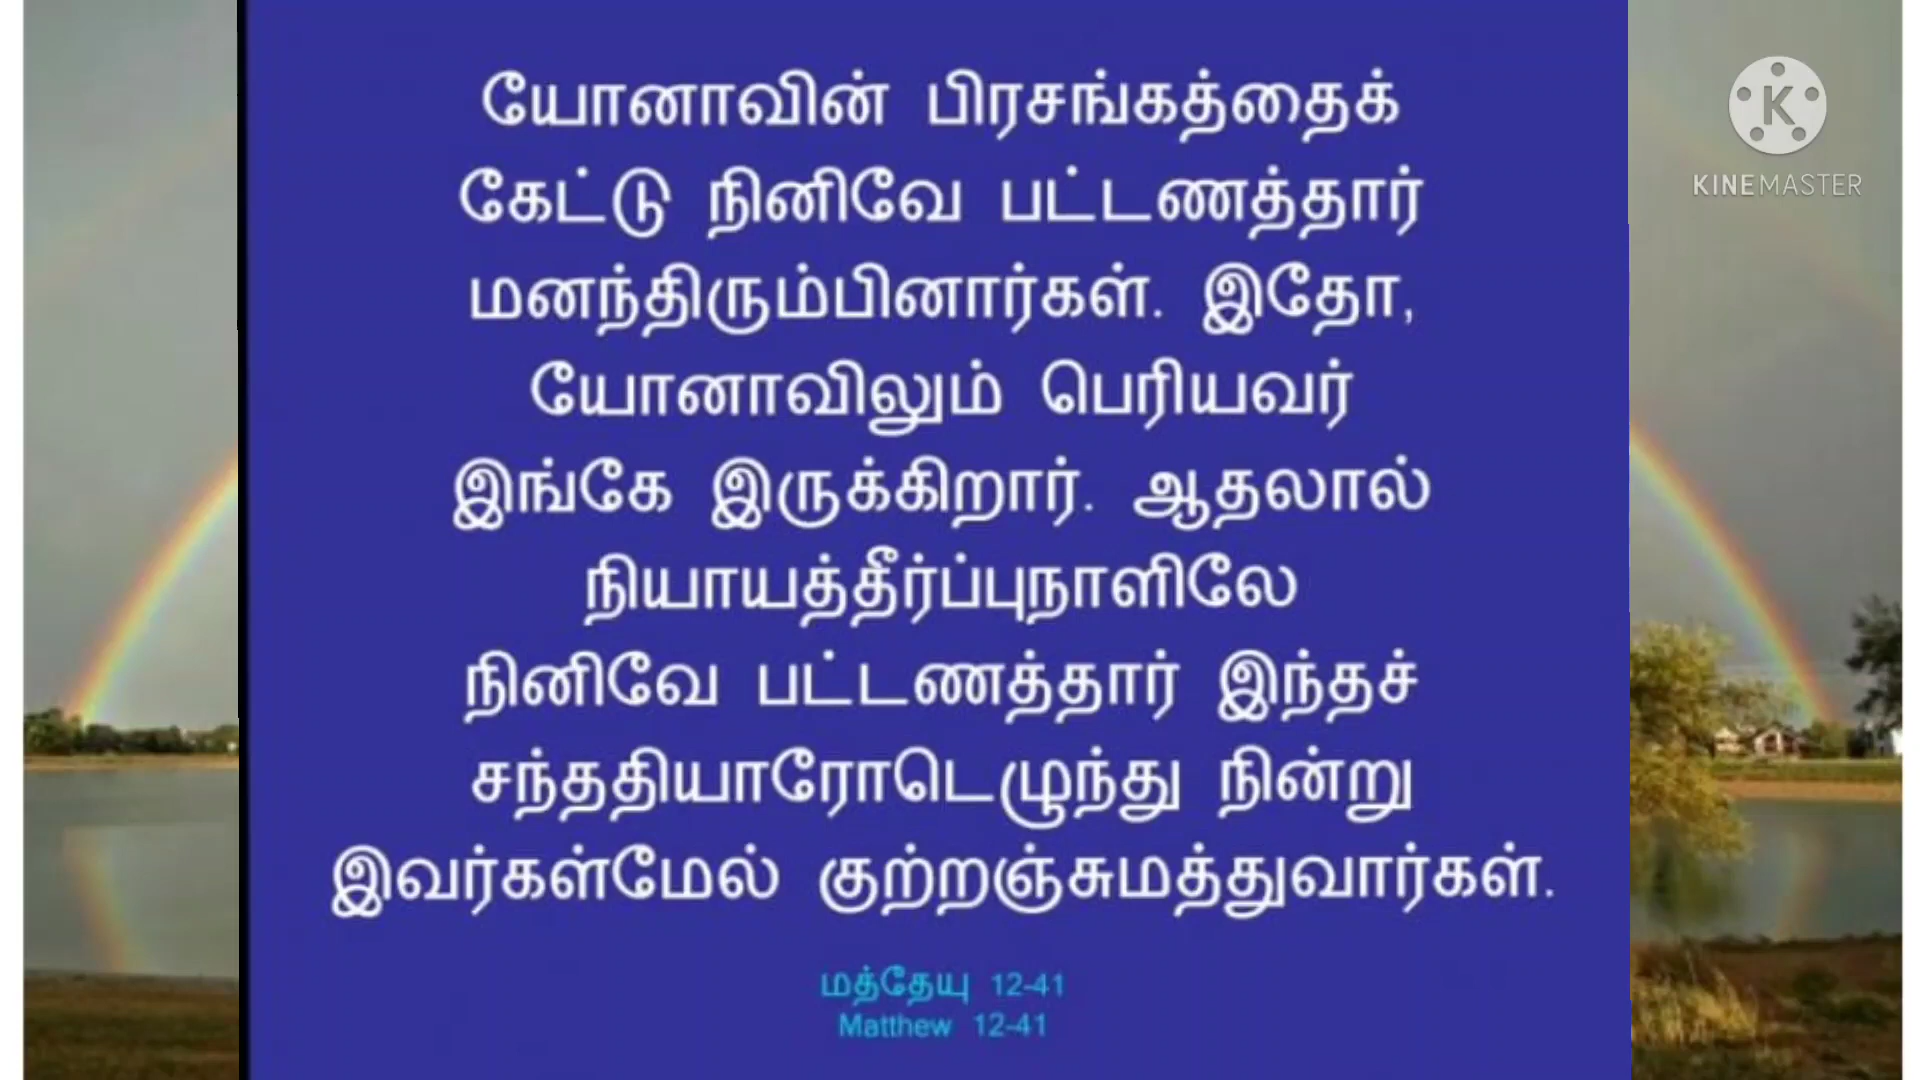 யோனாவின் பிரசங்கத்தைக்
கேட்டு நினிவே பட்டணத்தார்
மனந்திரும்பினார்கள். இதோ,
யோனாவிலும் பெரியவர்
இங்கே இருக்கிறார். ஆதலால்
நியாயத்தீர்ப்புநாளிலே
நினிவே பட்டணத்தார் இந்தச்
சந்ததியாரோடெழுந்து நின்று
இவர்கள்மேல் குற்றஞ்சுமத்துவார்கள்.
மத்தேயு 12-41
Matthew 12-41
K
KINEMASTER